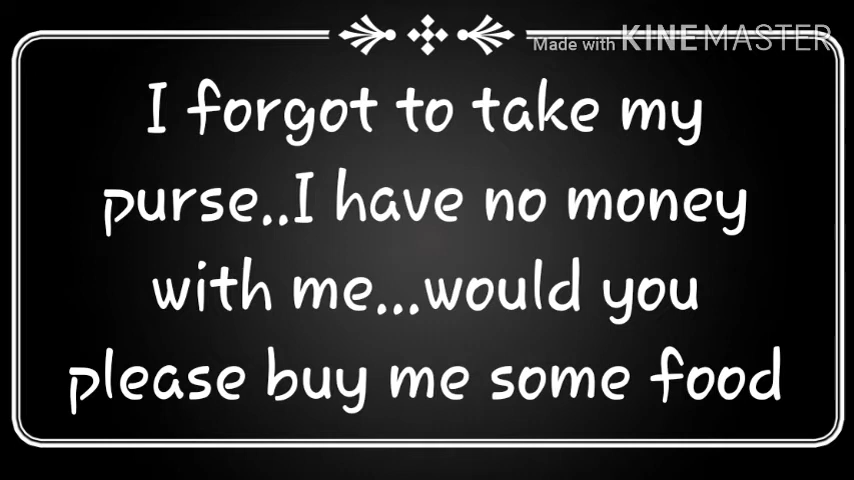 Made with KINEMASTER
I forgot to take my
purse..I have no money
with me...would you
please buy me some food